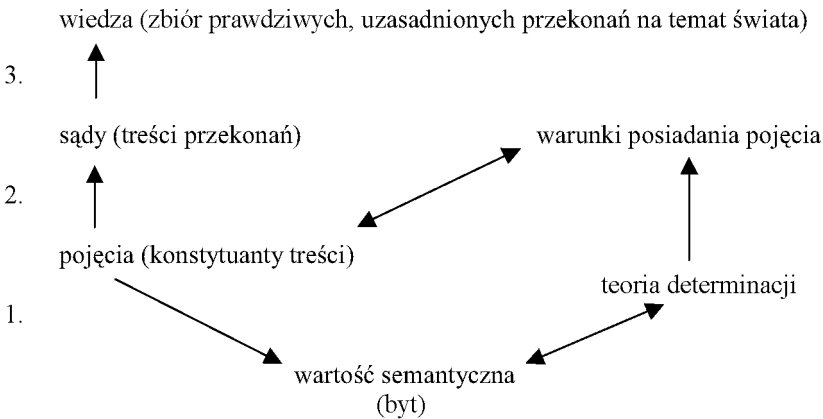 wiedza (zbiór prawdziwych, uzasadnionych przekonań na temat świata)
3.
sądy (treści przekonań)
warunki posiadania pojęcia
2.
pojęcia (konstytuanty treści)
teoria determinacji
1.
wartość semantyczna
(byt)